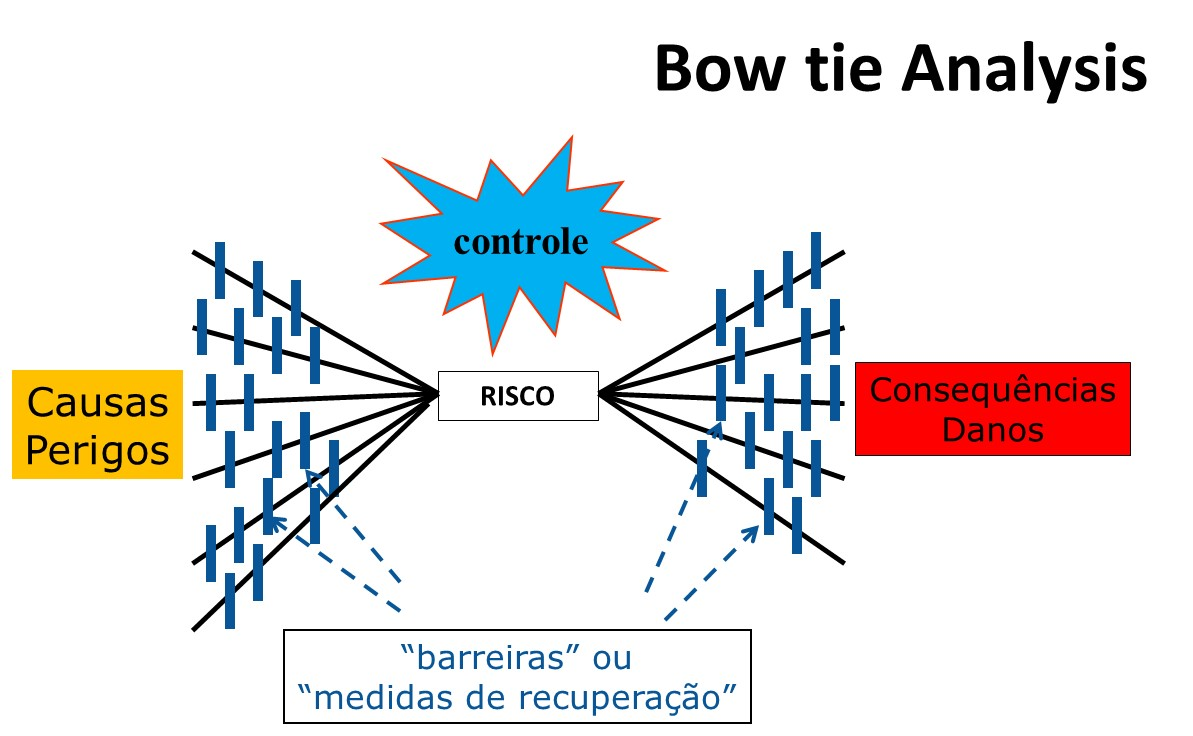 Bow tie Analysis
controle
Causas
Perigos
RISCO
Consequências
Danos
“barreiras” ou
“medidas de recuperação”